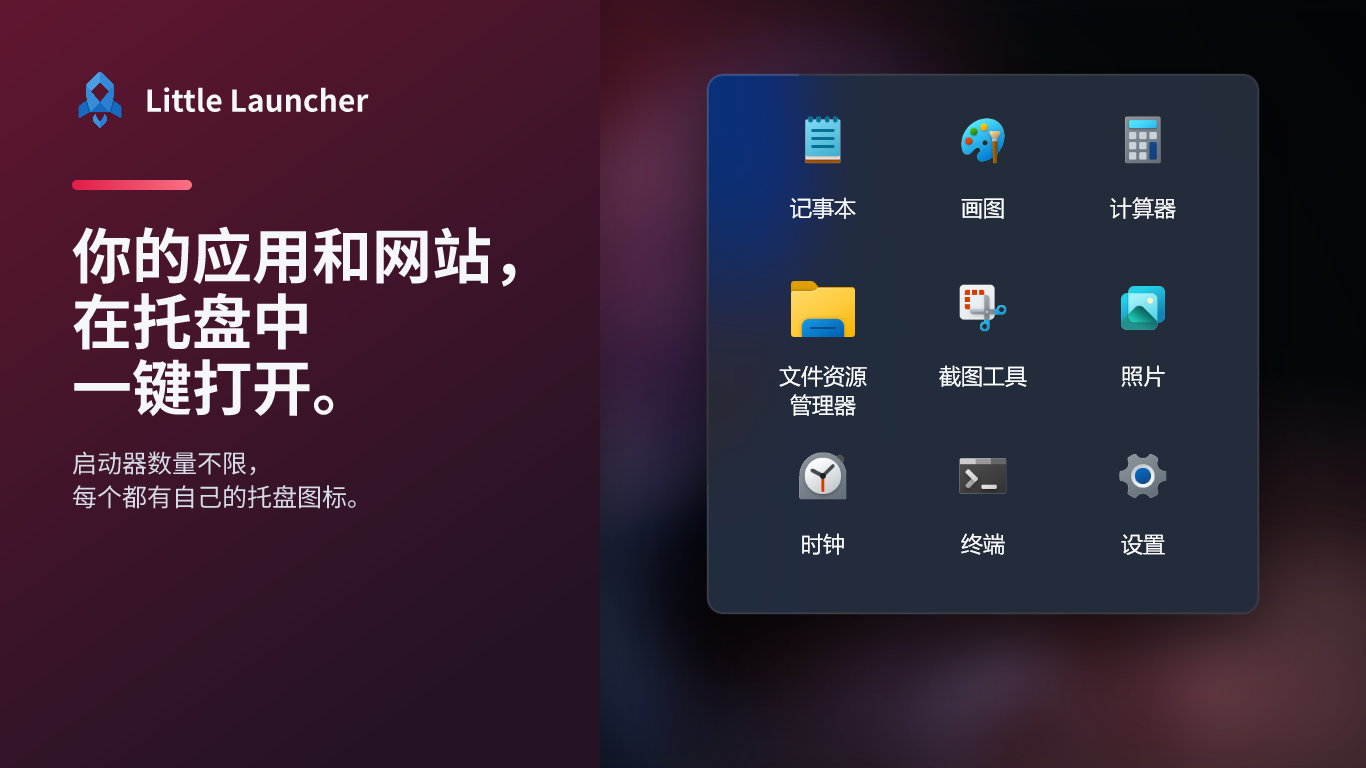 Little Launcher
你的应用和网站，
在托盘中
一键打开。
启动器数量不限，
每个都有自己的托盘图标。
记事本
画图
计算器
文件资源
管理器
截图工具
照片
时钟
终端
设置